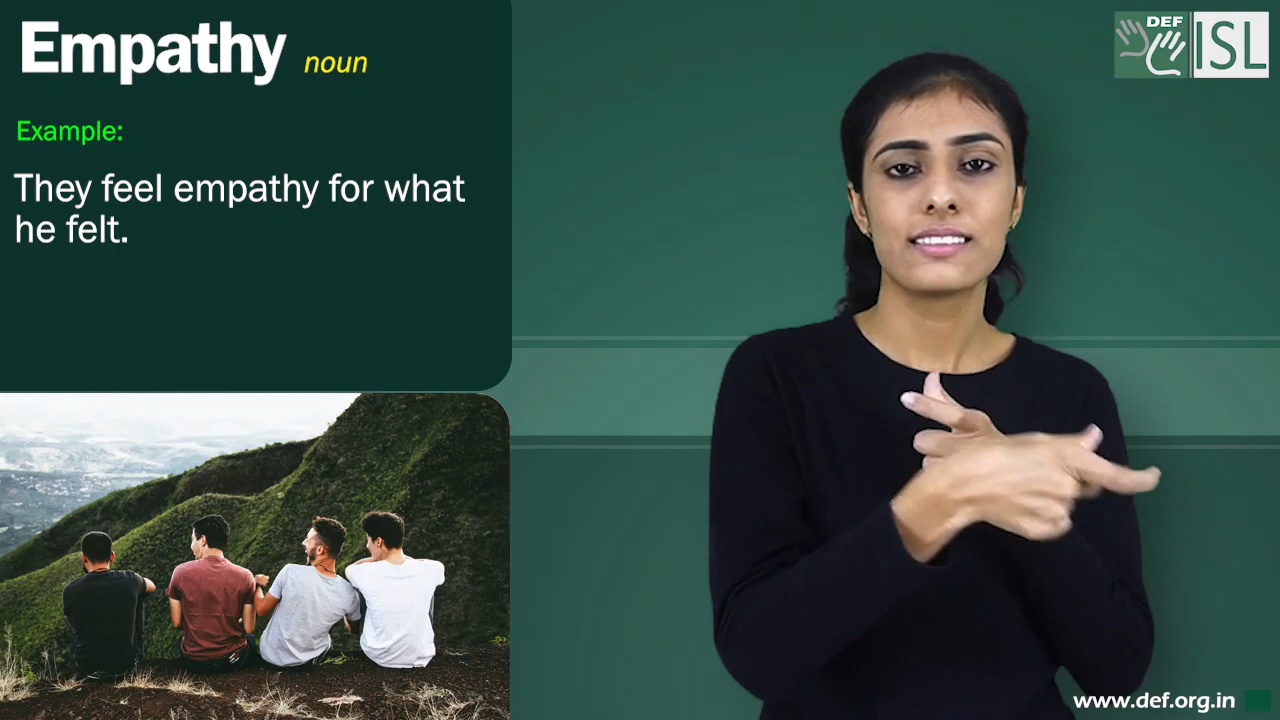 Empathy noun
Example:
They feel empathy for what
he felt.
DEF
ISL
www.def.org.in